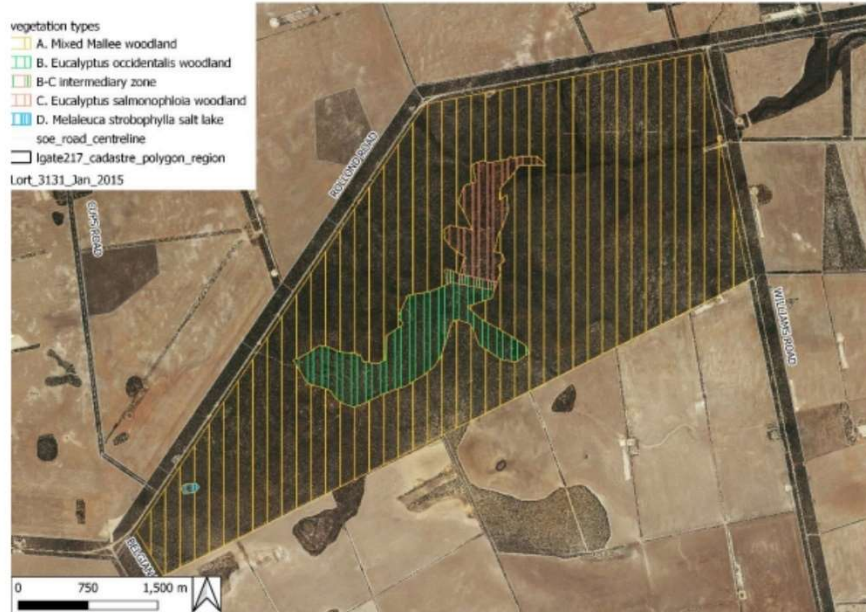 vegetation types
A. Mixed Mallee woodland
B. Eucalyptus occidentalis woodland
B-C intermediary zone
C. Eucalyptus salmonophloia woodland
D. Melaleuca strobophylla salt lake
soe_road_centreline
lgate217_cadastre_polygon_region
Lort_3131_Jan_2015
ROLLOND ROAD
WILLIAMS ROAD
0 750 1,500 m